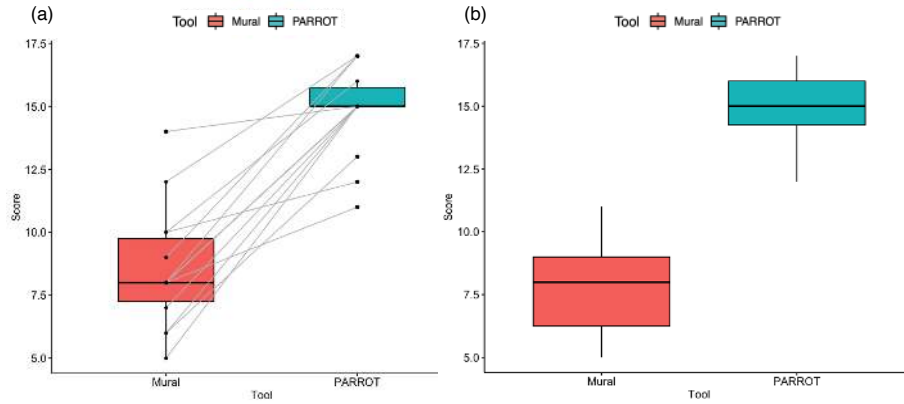 (a)
Tool Mural PARROT
17.5
15.0
12.5
10.0
7.5
5.0
Score
Mural PARROT
Tool
(b)
Tool Mural PARROT
17.5
15.0
12.5
10.0
7.5
5.0
Score
Mural PARROT
Tool